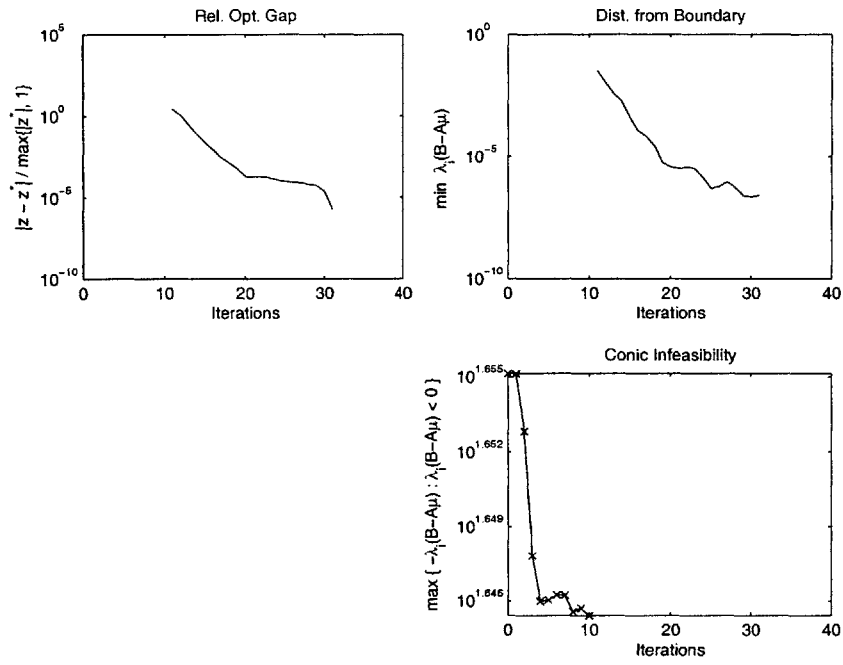 Rel. Opt. Gap
10^5
10^0
10^-5
10^-10
|z - z*| / max{|z*|, 1}
0 10 20 30 40
Iterations
Dist. from Boundary
10^0
10^-5
10^-10
min λ_i(B-Aμ)
0 10 20 30 40
Iterations
Conic Infeasibility
10^1.655
10^1.652
10^1.649
10^1.646
max { -λ_i(B-Aμ) : λ_i(B-Aμ) < 0 }
0 10 20 30 40
Iterations